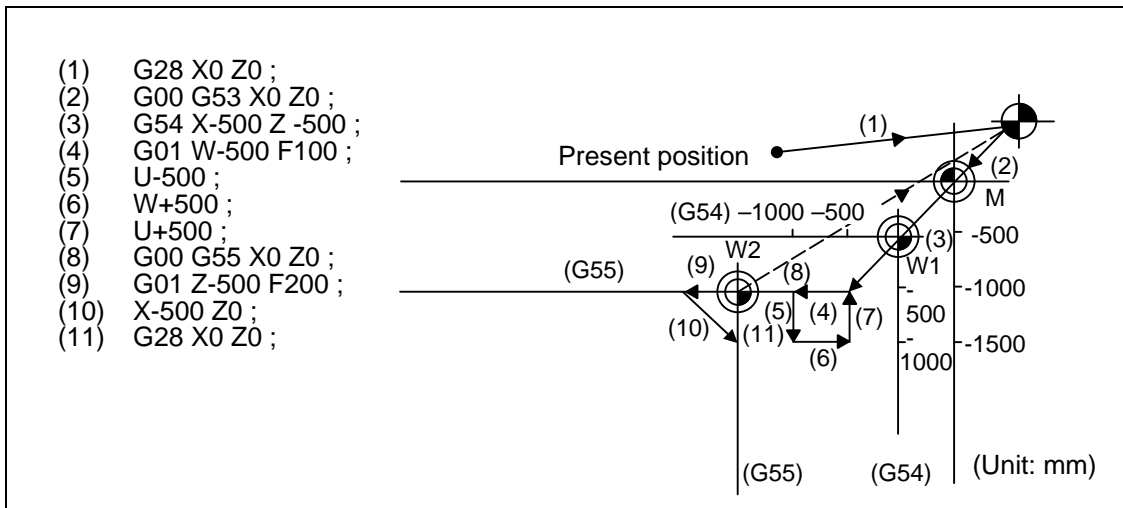 (1) G28 X0 Z0 ;
(2) G00 G53 X0 Z0 ;
(3) G54 X-500 Z -500 ;
(4) G01 W-500 F100 ;
(5) U-500 ;
(6) W+500 ;
(7) U+500 ;
(8) G00 G55 X0 Z0 ;
(9) G01 Z-500 F200 ;
(10) X-500 Z0 ;
(11) G28 X0 Z0 ;
(1)
Present position
(2)
M
(G54) –1000 –500
-500
(3)
W2
W1
(G55)
(9)
(8)
-1000
-
500
(5)
(4)
(7)
(10)
(11)
-1500
-
1000
(6)
(G55)
(G54)
(Unit: mm)